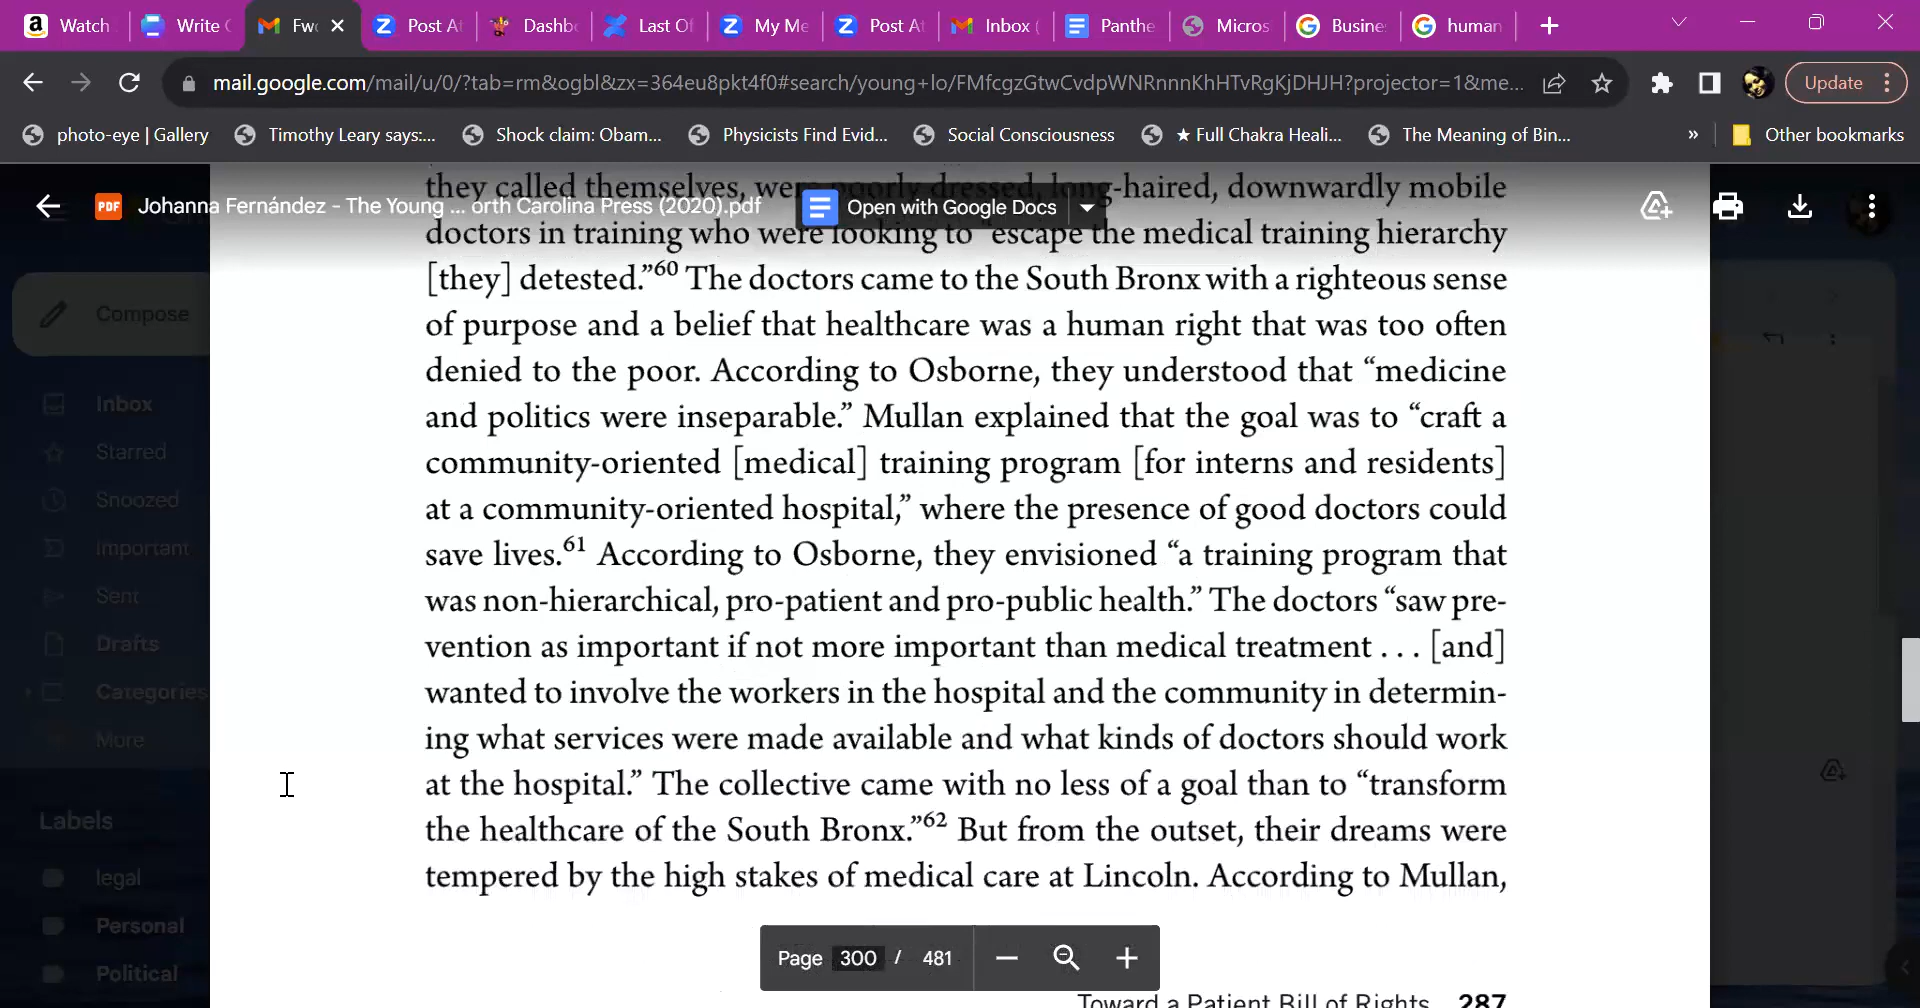 Watch
Write C
Fwd
Post At
Dashb
Last Of
My Me
Post At
Inbox (
Panthe
Micros
Busine
human
mail.google.com/mail/u/0/?tab=rm&ogbl&zx=364eu8pkt4f0#search/young+lo/FMfcgzGtwCvdpWNRnnnKhHTvRgKjDHJH?projector=1&me...
Update
photo-eye | Gallery
Timothy Leary says:...
Shock claim: Obam...
Physicists Find Evid...
Social Consciousness
★ Full Chakra Heali...
The Meaning of Bin...
»
Other bookmarks
PDF
Johanna Fernández - The Young ... orth Carolina Press (2020).pdf
Open with Google Docs
Compose
Inbox
Starred
Snoozed
Important
Sent
Drafts
Categories
More
Labels
legal
Personal
Political
they called themselves, were poorly dressed, long-haired, downwardly mobile
doctors in training who were looking to “escape the medical training hierarchy
[they] detested.”60 The doctors came to the South Bronx with a righteous sense
of purpose and a belief that healthcare was a human right that was too often
denied to the poor. According to Osborne, they understood that “medicine
and politics were inseparable.” Mullan explained that the goal was to “craft a
community-oriented [medical] training program [for interns and residents]
at a community-oriented hospital,” where the presence of good doctors could
save lives.61 According to Osborne, they envisioned “a training program that
was non-hierarchical, pro-patient and pro-public health.” The doctors “saw pre-
vention as important if not more important than medical treatment . . . [and]
wanted to involve the workers in the hospital and the community in determin-
ing what services were made available and what kinds of doctors should work
at the hospital.” The collective came with no less of a goal than to “transform
the healthcare of the South Bronx.”62 But from the outset, their dreams were
tempered by the high stakes of medical care at Lincoln. According to Mullan,
Page 300 / 481
Toward a Patient Bill of Rights 287